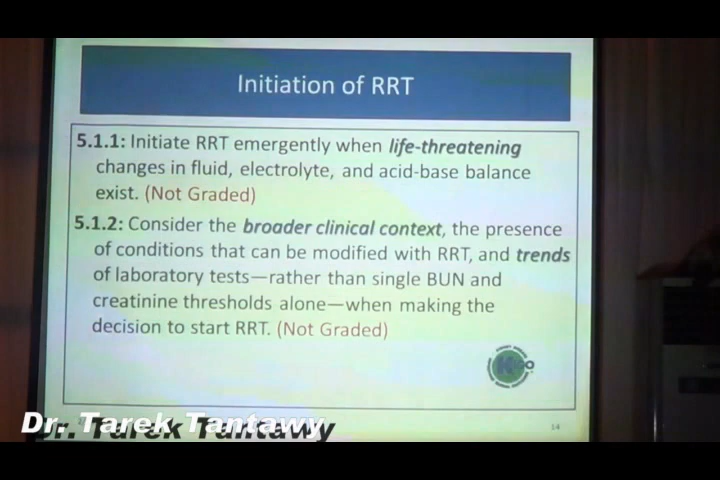 Initiation of RRT
5.1.1: Initiate RRT emergently when life-threatening
changes in fluid, electrolyte, and acid-base balance
exist. (Not Graded)
5.1.2: Consider the broader clinical context, the presence
of conditions that can be modified with RRT, and trends
of laboratory tests—rather than single BUN and
creatinine thresholds alone—when making the
decision to start RRT. (Not Graded)
14
Dr. Tarek Tantawy
Dr. Tarek Tantawy